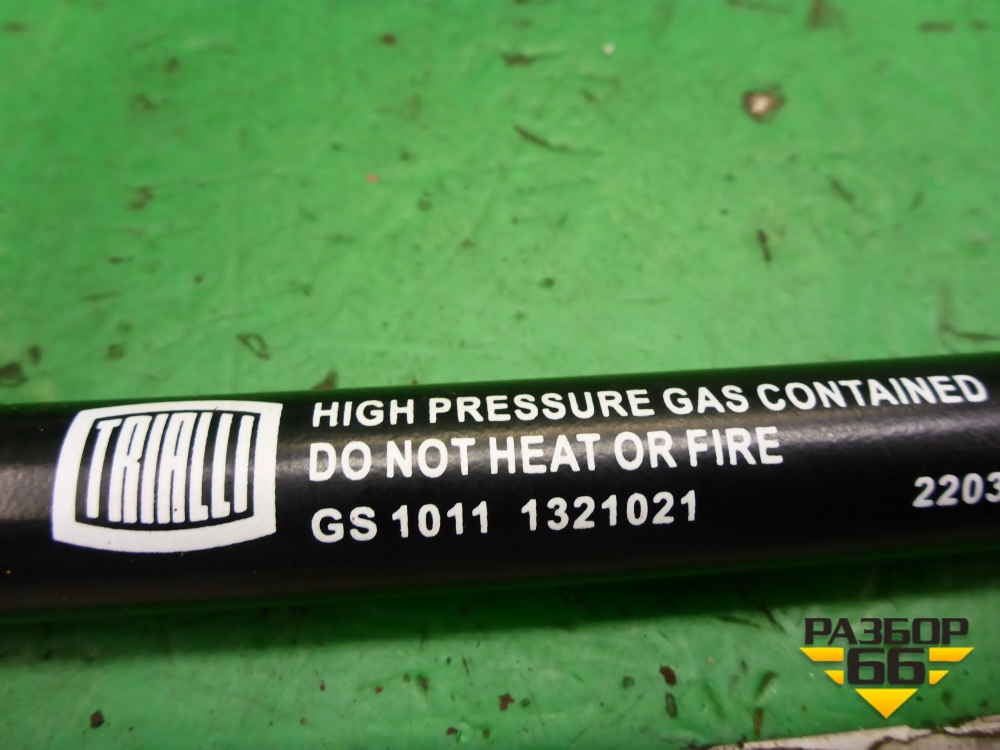 TRIALLI
HIGH PRESSURE GAS CONTAINED
DO NOT HEAT OR FIRE
GS 1011 1321021
2203
РАЗБОР
66